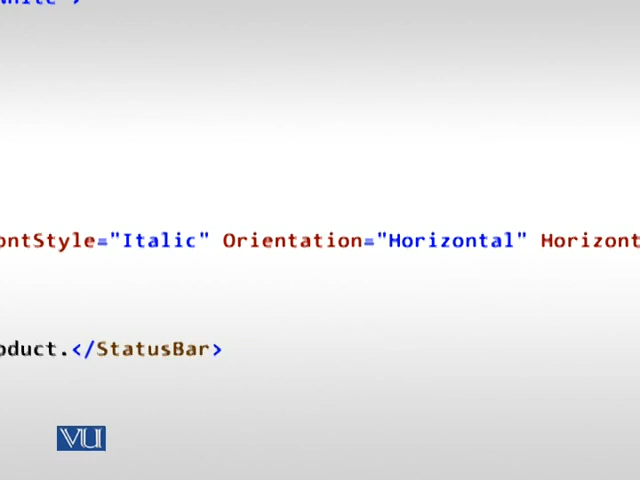 ontStyle="Italic" Orientation="Horizontal" Horizont
oduct.</StatusBar>
VU